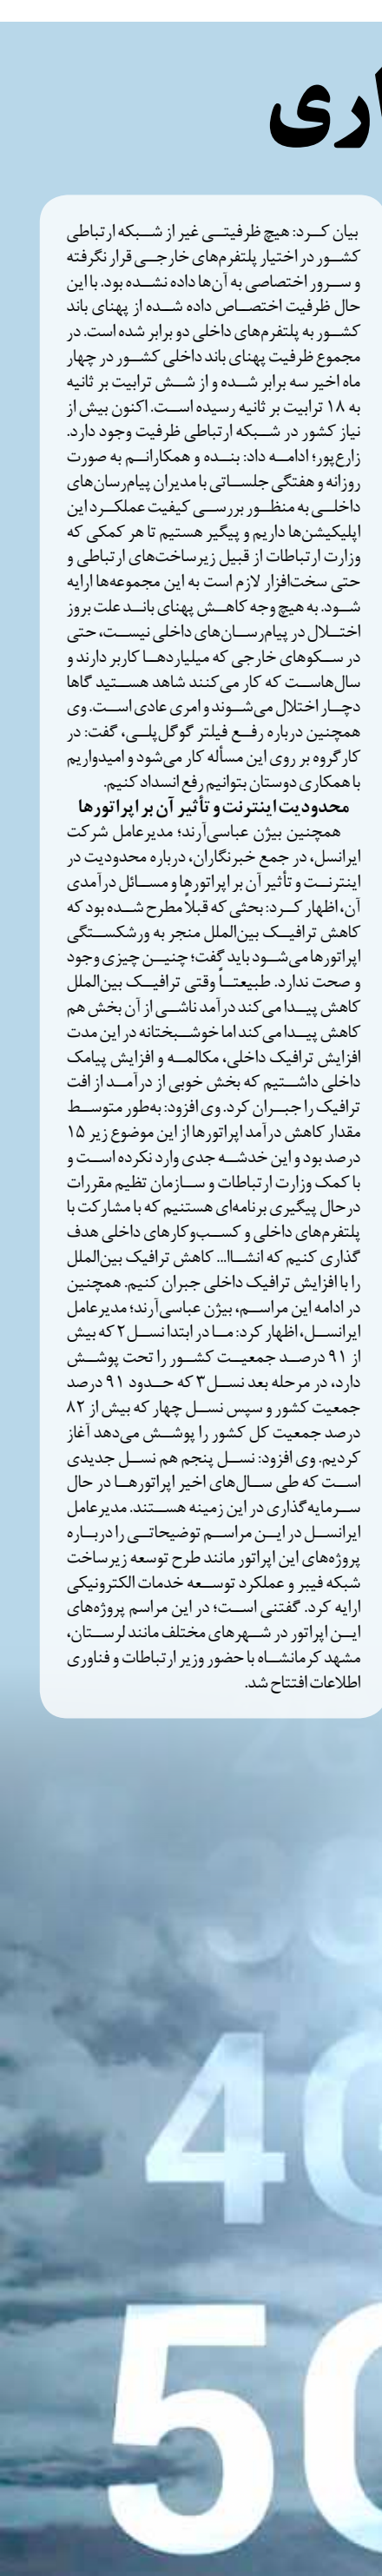 اری
بیان کرد: هیچ ظرفیتی غیر از شبکه ارتباطی
کشور در اختیار پلتفرم‌های خارجی قرار نگرفته
و سرور اختصاصی به آن‌ها داده نشده بود. با این
حال ظرفیت اختصاص داده شده از پهنای باند
کشور به پلتفرم‌های داخلی دو برابر شده است. در
مجموع ظرفیت پهنای باند داخلی کشور در چهار
ماه اخیر سه برابر شده و از شش ترابیت بر ثانیه
به ۱۸ ترابیت بر ثانیه رسیده است. اکنون بیش از
نیاز کشور در شبکه ارتباطی ظرفیت وجود دارد.
زارع‌پور؛ ادامه داد: بنده و همکارانم به صورت
روزانه و هفتگی جلساتی با مدیران پیام‌رسان‌های
داخلی به منظور بررسی کیفیت عملکرد این
اپلیکیشن‌ها داریم و پیگیر هستیم تا هر کمکی که
وزارت ارتباطات از قبیل زیرساخت‌های ارتباطی و
حتی سخت‌افزار لازم است به این مجموعه‌ها ارایه
شود. به هیچ وجه کاهش پهنای باند علت بروز
اختلال در پیام‌رسان‌های داخلی نیست، حتی
در سکوهای خارجی که میلیاردها کاربر دارند و
سال‌هاست که کار می‌کنند شاهد هستید گاها
دچار اختلال می‌شوند و امری عادی است. وی
همچنین درباره رفع فیلتر گوگل‌پلی، گفت: در
کارگروه بر روی این مسأله کار می‌شود و امیدواریم
با همکاری دوستان بتوانیم رفع انسداد کنیم.
محدودیت اینترنت و تأثیر آن بر اپراتورها
همچنین بیژن عباسی‌آرند؛ مدیرعامل شرکت
ایرانسل، در جمع خبرنگاران، درباره محدودیت در
اینترنت و تأثیر آن بر اپراتورها و مسائل درآمدی
آن، اظهار کرد: بحثی که قبلاً مطرح شده بود که
کاهش ترافیک بین‌الملل منجر به ورشکستگی
اپراتورها می‌شود باید گفت؛ چنین چیزی وجود
و صحت ندارد. طبیعتاً وقتی ترافیک بین‌الملل
کاهش پیدا می‌کند درآمد ناشی از آن بخش هم
کاهش پیدا می‌کند اما خوشبختانه در این مدت
افزایش ترافیک داخلی، مکالمه و افزایش پیامک
داخلی داشتیم که بخش خوبی از درآمد از افت
ترافیک را جبران کرد. وی افزود: به‌طور متوسط
مقدار کاهش درآمد اپراتورها از این موضوع زیر ۱۵
درصد بود و این خدشه جدی وارد نکرده است و
با کمک وزارت ارتباطات و سازمان تظیم مقررات
درحال پیگیری برنامه‌ای هستنیم که با مشارکت با
پلتفرم‌های داخلی و کسب‌وکارهای داخلی هدف
گذاری کنیم که انشاا... کاهش ترافیک بین‌الملل
را با افزایش ترافیک داخلی جبران کنیم. همچنین
در ادامه این مراسم، بیژن عباسی‌آرند؛ مدیرعامل
ایرانسل، اظهار کرد: ما در ابتدا نسل ۲ که بیش
از ۹۱ درصد جمعیت کشور را تحت پوشش
دارد، در مرحله بعد نسل ۳ که حدود ۹۱ درصد
جمعیت کشور و سپس نسل چهار که بیش از ۸۲
درصد جمعیت کل کشور را پوشش می‌دهد آغاز
کردیم. وی افزود: نسل پنجم هم نسل جدیدی
است که طی سال‌های اخیر اپراتورها در حال
سرمایه‌گذاری در این زمینه هستند. مدیرعامل
ایرانسل در این مراسم توضیحاتی را درباره
پروژه‌های این اپراتور مانند طرح توسعه زیرساخت
شبکه فیبر و عملکرد توسعه خدمات الکترونیکی
ارایه کرد. گفتنی است؛ در این مراسم پروژه‌های
این اپراتور در شهرهای مختلف مانند لرستان،
مشهد کرمانشاه با حضور وزیر ارتباطات و فناوری
اطلاعات افتتاح شد.
2G
3G
4G
5G